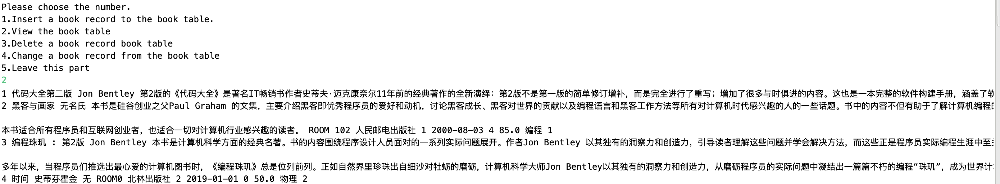 Please choose the number.
1.Insert a book record to the book table.
2.View the book table
3.Delete a book record book table
4.Change a book record from the book table
5.Leave this part
2
1 代码大全第二版 Jon Bentley 第2版的《代码大全》是著名IT畅销书作者史蒂夫·迈克康奈尔11年前的经典著作的全新演绎：第2版不是第一版的简单修订增补，而是完全进行了重写；增加了很多与时俱进的内容。这也是一本完整的软件构建手册，涵盖了软
2 黑客与画家 无名氏 本书是硅谷创业之父Paul Graham 的文集，主要介绍黑客即优秀程序员的爱好和动机，讨论黑客成长、黑客对世界的贡献以及编程语言和黑客工作方法等所有对计算机时代感兴趣的人的一些话题。书中的内容不但有助于了解计算机编程
本书适合所有程序员和互联网创业者，也适合一切对计算机行业感兴趣的读者。 ROOM 102 人民邮电出版社 1 2000-08-03 4 85.0 编程 1
3 编程珠玑 : 第2版 Jon Bentley 本书是计算机科学方面的经典名著。书的内容围绕程序设计人员面对的一系列实际问题展开。作者Jon Bentley 以其独有的洞察力和创造力，引导读者理解这些问题并学会解决方法，而这些正是程序员实际编程生涯中至
多年以来，当程序员们推选出最心爱的计算机图书时，《编程珠玑》总是位列前列。正如自然界里珍珠出自细沙对牡蛎的磨砺，计算机科学大师Jon Bentley以其独有的洞察力和创造力，从磨砺程序员的实际问题中凝结出一篇篇不朽的编程“珠玑”，成为世界计
4 时间 史蒂芬霍金 无 ROOM0 北林出版社 2 2019-01-01 0 50.0 物理 2